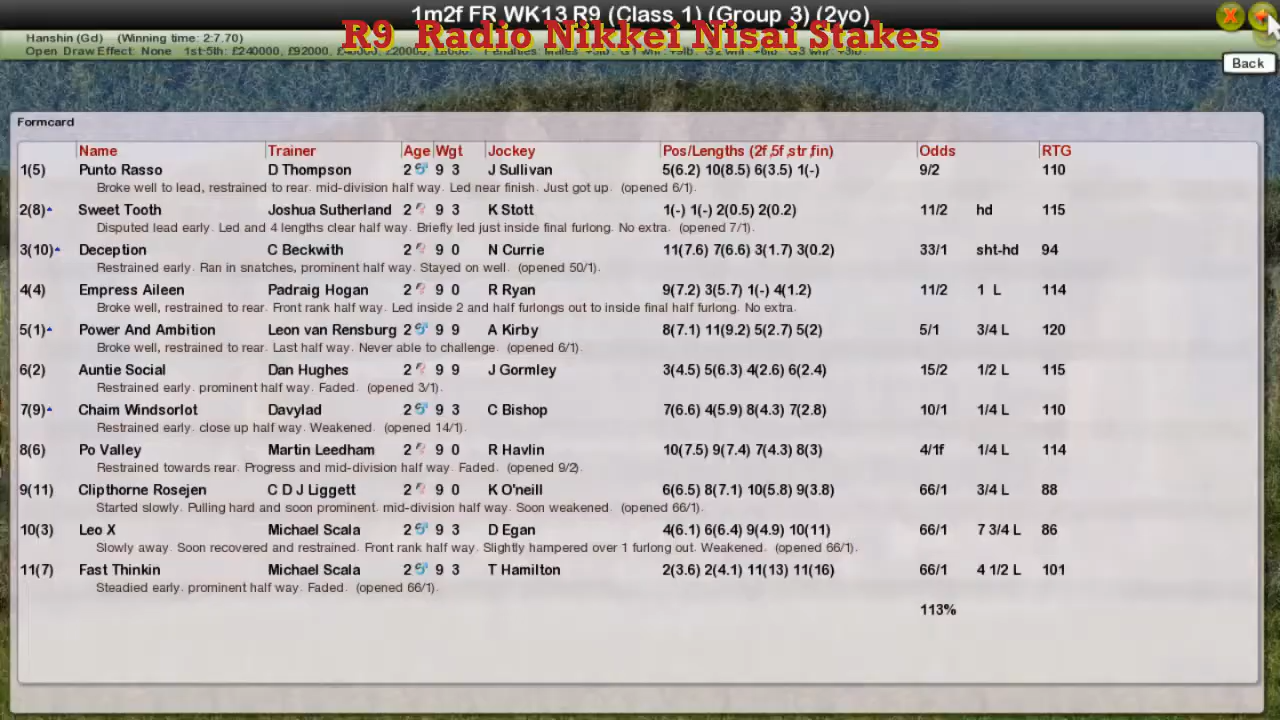 1m2f FR WK13 R9 (Class 1) (Group 3) (2yo)
R9 Radio Nikkei Nisai Stakes
Hanshin (Gd) (Winning time: 2:7.70)
Open Draw Effect: None 1st-5th: £240000, £92000,
Back
Formcard
Name Trainer Age Wgt Jockey Pos/Lengths (2f,5f,str,fin) Odds RTG
1(5) Punto Rasso D Thompson 2 9 3 J Sullivan 5(6.2) 10(8.5) 6(3.5) 1(-) 9/2 110
Broke well to lead, restrained to rear. mid-division half way. Led near finish. Just got up. (opened 6/1).
2(8) Sweet Tooth Joshua Sutherland 2 9 3 K Stott 1(-) 1(-) 2(0.5) 2(0.2) 11/2 hd 115
Disputed lead early. Led and 4 lengths clear half way. Briefly led just inside final furlong. No extra. (opened 7/1).
3(10) Deception C Beckwith 2 9 0 N Currie 11(7.6) 7(6.6) 3(1.7) 3(0.2) 33/1 sht-hd 94
Restrained early. Ran in snatches, prominent half way. Stayed on well. (opened 50/1).
4(4) Empress Aileen Padraig Hogan 2 9 0 R Ryan 9(7.2) 3(5.7) 1(-) 4(1.2) 11/2 1 L 114
Broke well, restrained to rear. Front rank half way. Led inside 2 and half furlongs out to inside final half furlong. No extra.
5(1) Power And Ambition Leon van Rensburg 2 9 9 A Kirby 8(7.1) 11(9.2) 5(2.7) 5(2) 5/1 3/4 L 120
Broke well, restrained to rear. Last half way. Never able to challenge. (opened 6/1).
6(2) Auntie Social Dan Hughes 2 9 9 J Gormley 3(4.5) 5(6.3) 4(2.6) 6(2.4) 15/2 1/2 L 115
Restrained early. prominent half way. Faded. (opened 3/1).
7(9) Chaim Windsorlot Davylad 2 9 3 C Bishop 7(6.6) 4(5.9) 8(4.3) 7(2.8) 10/1 1/4 L 110
Restrained early. close up half way. Weakened. (opened 14/1).
8(6) Po Valley Martin Leedham 2 9 0 R Havlin 10(7.5) 9(7.4) 7(4.3) 8(3) 4/1f 1/4 L 114
Restrained towards rear. Progress and mid-division half way. Faded. (opened 9/2).
9(11) Clipthorne Rosejen C D J Liggett 2 9 0 K O'neill 6(6.5) 8(7.1) 10(5.8) 9(3.8) 66/1 3/4 L 88
Started slowly. Pulling hard and soon prominent. mid-division half way. Soon weakened. (opened 66/1).
10(3) Leo X Michael Scala 2 9 3 D Egan 4(6.1) 6(6.4) 9(4.9) 10(11) 66/1 7 3/4 L 86
Slowly away. Soon recovered and restrained. Front rank half way. Slightly hampered over 1 furlong out. Weakened. (opened 66/1).
11(7) Fast Thinkin Michael Scala 2 9 3 T Hamilton 2(3.6) 2(4.1) 11(13) 11(16) 66/1 4 1/2 L 101
Steadied early. prominent half way. Faded. (opened 66/1).
113%